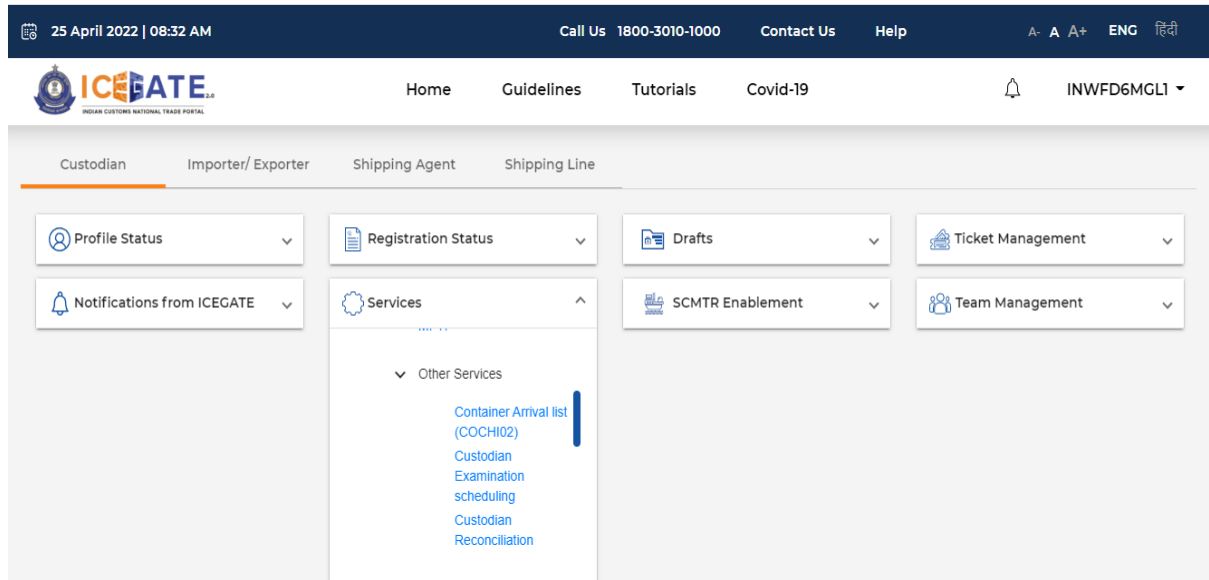 25 April 2022 | 08:32 AM Call Us 1800-3010-1000 Contact Us Help A- A A+ ENG हिंदी
ICEGATE 2.0
INDIAN CUSTOMS NATIONAL TRADE PORTAL
Home Guidelines Tutorials Covid-19 INWFD6MGL1
Custodian Importer/ Exporter Shipping Agent Shipping Line
Profile Status Registration Status Drafts Ticket Management
Notifications from ICEGATE Services SCMTR Enablement Team Management
Other Services
Container Arrival list
(COCHI02)
Custodian
Examination
scheduling
Custodian
Reconciliation